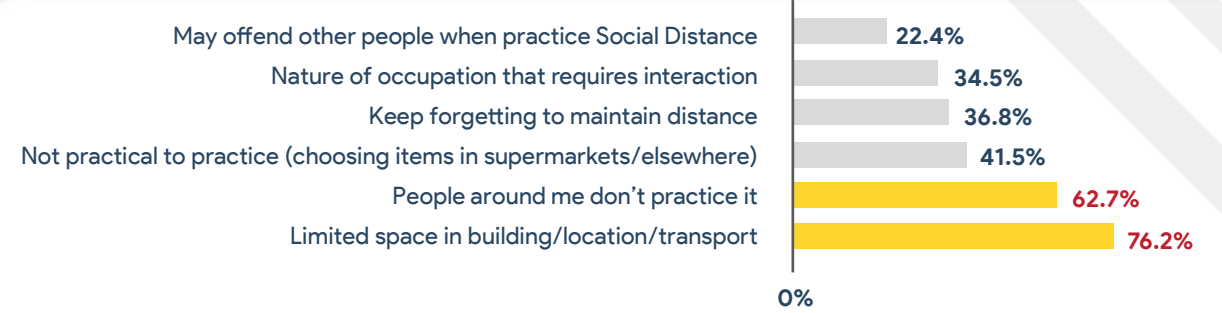 May offend other people when practice Social Distance 22.4%
Nature of occupation that requires interaction 34.5%
Keep forgetting to maintain distance 36.8%
Not practical to practice (choosing items in supermarkets/elsewhere) 41.5%
People around me don’t practice it 62.7%
Limited space in building/location/transport 76.2%
0%